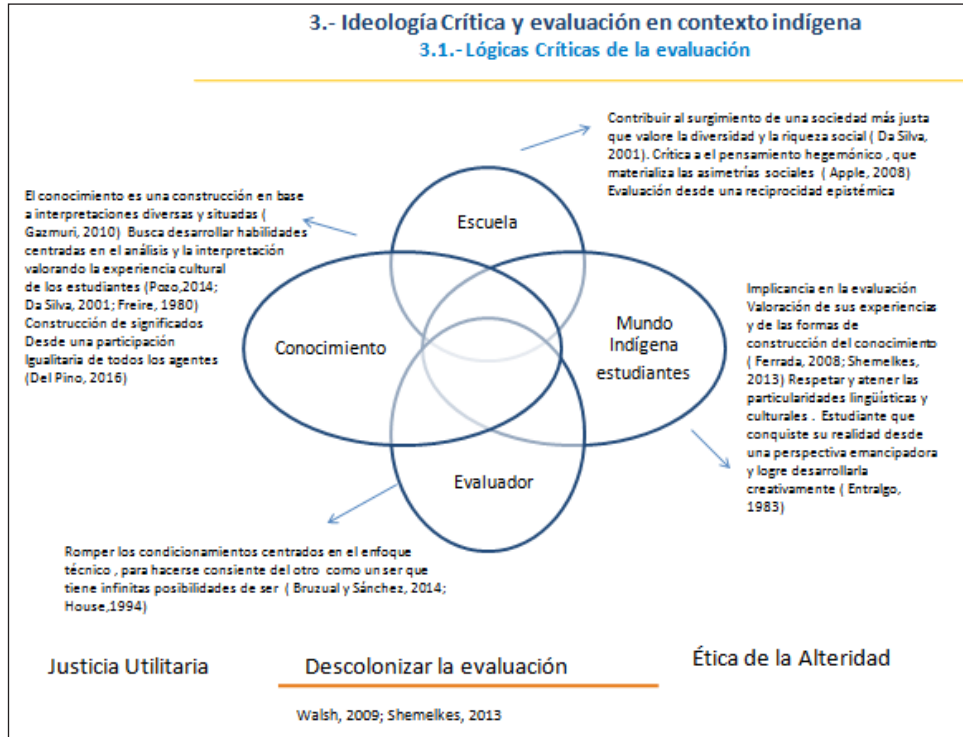 3.- Ideología Crítica y evaluación en contexto indígena
3.1.- Lógicas Críticas de la evaluación
Contribuir al surgimiento de una sociedad más justa
que valore la diversidad y la riqueza social ( Da Silva,
2001). Crítica a el pensamiento hegemónico , que
materializa las asimetrías sociales ( Apple, 2008)
Evaluación desde una reciprocidad epistémica
El conocimiento es una construcción en base
a interpretaciones diversas y situadas (
Gazmuri, 2010) Busca desarrollar habilidades
centradas en el análisis y la interpretación
valorando la experiencia cultural
de los estudiantes (Pozo,2014;
Da Silva, 2001; Freire, 1980)
Construcción de significados
Desde una participación
Igualitaria de todos los agentes
(Del Pino, 2016)
Escuela
Conocimiento
Mundo
Indígena
estudiantes
Evaluador
Implicancia en la evaluación
Valoración de sus experiencias
y de las formas de
construcción del conocimiento
( Ferrada, 2008; Shemelkes,
2013) Respetar y atener las
particularidades lingüísticas y
culturales . Estudiante que
conquiste su realidad desde
una perspectiva emancipadora
y logre desarrollarla
creativamente ( Entralgo,
1983)
Romper los condicionamientos centrados en el enfoque
técnico , para hacerse consiente del otro como un ser que
tiene infinitas posibilidades de ser ( Bruzual y Sánchez, 2014;
House,1994)
Justicia Utilitaria
Descolonizar la evaluación
Ética de la Alteridad
Walsh, 2009; Shemelkes, 2013